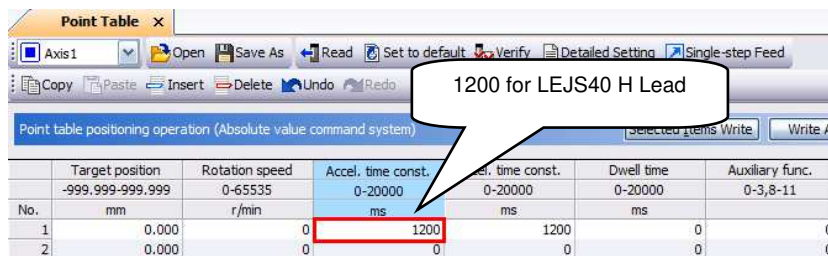 Point Table ×
Axis1 Open Save As Read Set to default Verify Detailed Setting Single-step Feed
Copy Paste Insert Delete Undo Redo
1200 for LEJS40 H Lead
Point table positioning operation (Absolute value command system) Selected Items Write Write A
Target position Rotation speed Accel. time const. cel. time const. Dwell time Auxiliary func.
-999.999-999.999 0-65535 0-20000 0-20000 0-20000 0-3,8-11
No. mm r/min ms ms ms
1 0.000 0 1200 1200 0
2 0.000 0 0 0 0